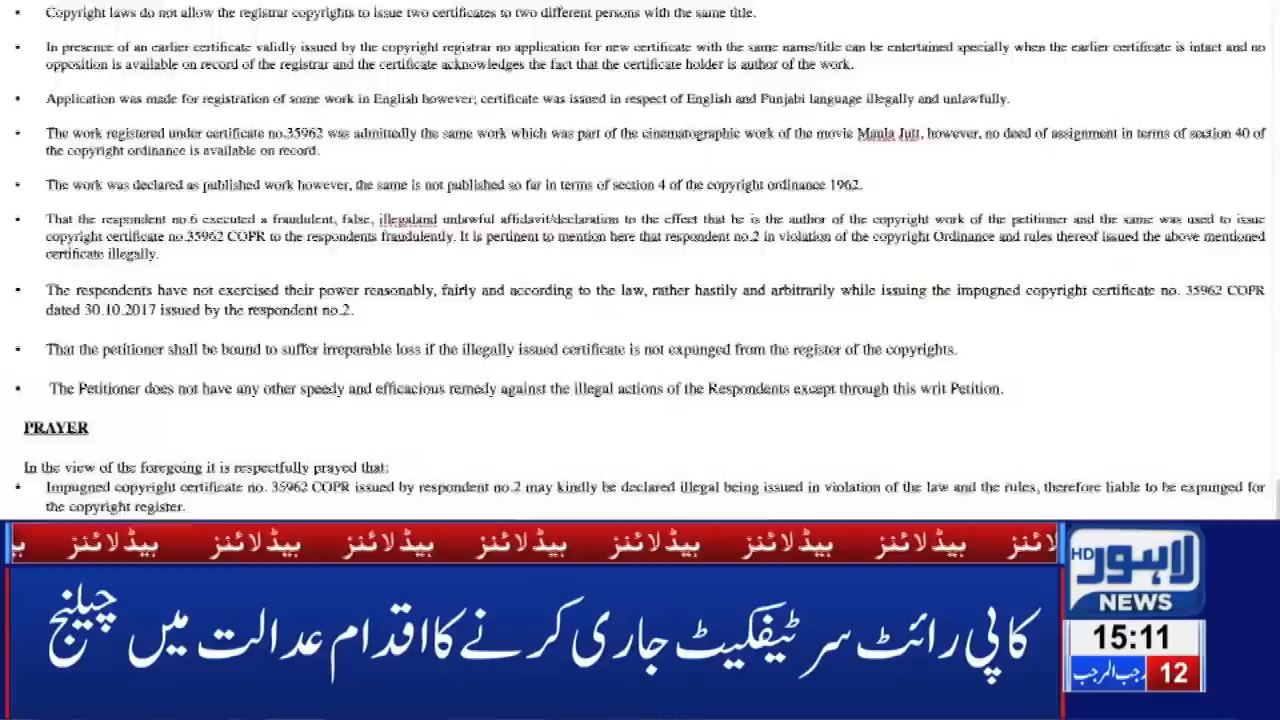 • Copyright laws do not allow the registrar copyrights to issue two certificates to two different persons with the same title.
• In presence of an earlier certificate validly issued by the copyright registrar no application for new certificate with the same name/title can be entertained specially when the earlier certificate is intact and no
opposition is available on record of the registrar and the certificate acknowledges the fact that the certificate holder is author of the work.
• Application was made for registration of some work in English however; certificate was issued in respect of English and Punjabi language illegally and unlawfully.
• The work registered under certificate no.35962 was admittedly the same work which was part of the cinematographic work of the movie Maula Jutt, however, no deed of assignment in terms of section 40 of
the copyright ordinance is available on record.
• The work was declared as published work however, the same is not published so far in terms of section 4 of the copyright ordinance 1962.
• That the respondent no.6 executed a fraudulent, false, illegaland unlawful affidavit/declaration to the effect that he is the author of the copyright work of the petitioner and the same was used to issue
copyright certificate no.35962 COPR to the respondents fraudulently. It is pertinent to mention here that respondent no.2 in violation of the copyright Ordinance and rules thereof issued the above mentioned
certificate illegally.
• The respondents have not exercised their power reasonably, fairly and according to the law, rather hastily and arbitrarily while issuing the impugned copyright certificate no. 35962 COPR
dated 30.10.2017 issued by the respondent no.2.
• That the petitioner shall be bound to suffer irreparable loss if the illegally issued certificate is not expunged from the register of the copyrights.
• The Petitioner does not have any other speedy and efficacious remedy against the illegal actions of the Respondents except through this writ Petition.
PRAYER
In the view of the foregoing it is respectfully prayed that;
• Impugned copyright certificate no. 35962 COPR issued by respondent no.2 may kindly be declared illegal being issued in violation of the law and the rules, therefore liable to be expunged for
the copyright register.
ہیڈلائنز ہیڈلائنز ہیڈلائنز ہیڈلائنز ہیڈلائنز ہیڈلائنز ہیڈلائنز
کاپی رائٹ سرٹیفکیٹ جاری کرنے کا اقدام عدالت میں چیلنج
لاہور HD
NEWS
15:11
رجب المرجب 12